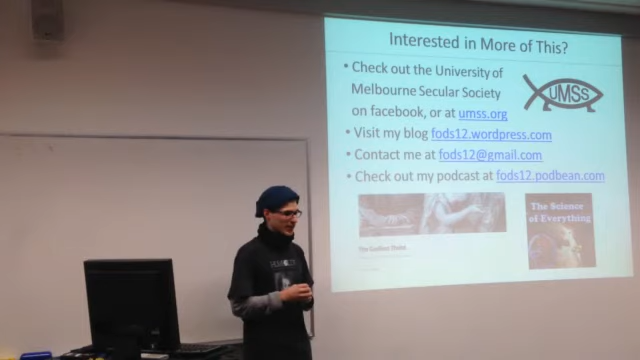 Interested in More of This?
• Check out the University of
Melbourne Secular Society
on facebook, or at umss.org
UMSS
• Visit my blog fods12.wordpress.com
• Contact me at fods12@gmail.com
• Check out my podcast at fods12.podbean.com
The Godless Theist
The Science
of Everything